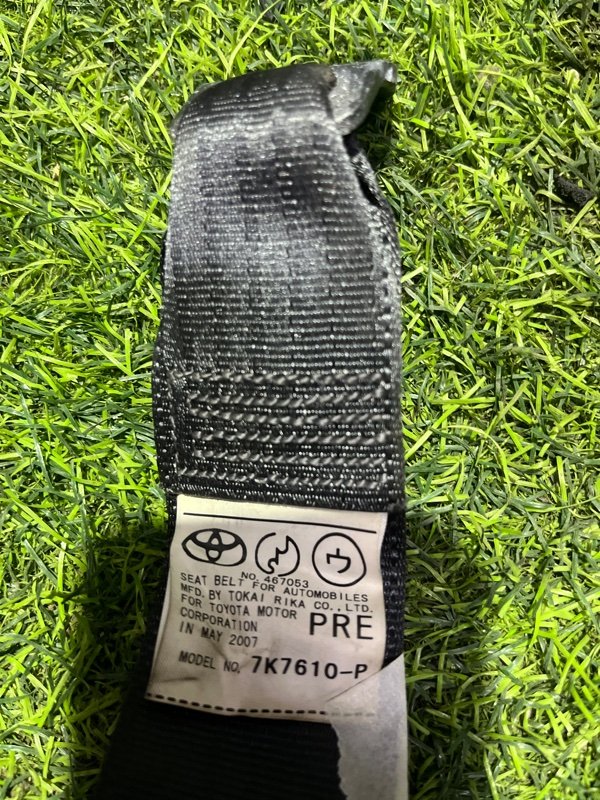 ウ
NO. 467053
SEAT BELT FOR AUTOMOBILES
MFD. BY TOKAI RIKA CO., LTD.
FOR TOYOTA MOTOR
CORPORATION
PRE
IN MAY 2007
MODEL NO. 7K7610-P